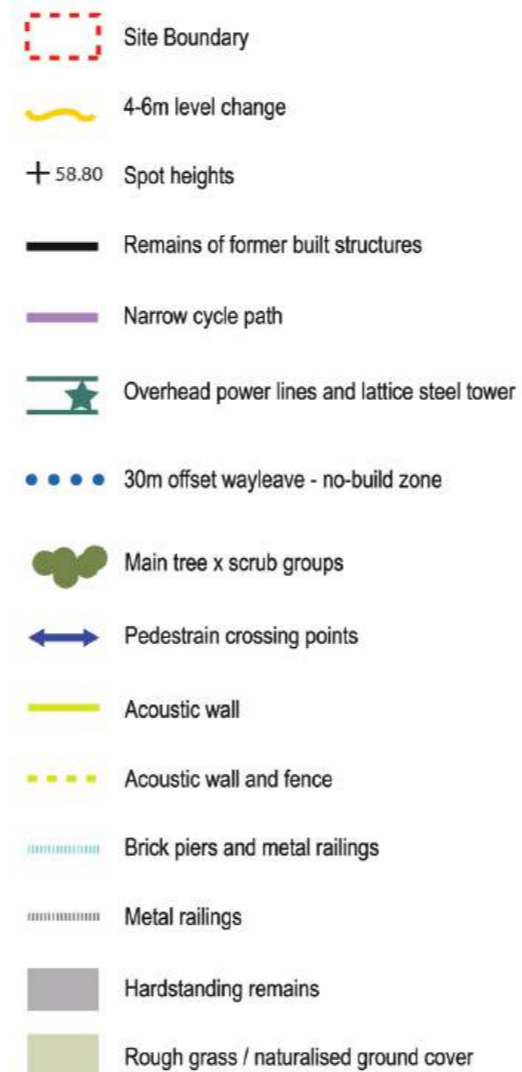 Site Boundary
4-6m level change
58.80 Spot heights
Remains of former built structures
Narrow cycle path
Overhead power lines and lattice steel tower
30m offset wayleave - no-build zone
Main tree x scrub groups
Pedestrain crossing points
Acoustic wall
Acoustic wall and fence
Brick piers and metal railings
Metal railings
Hardstanding remains
Rough grass / naturalised ground cover